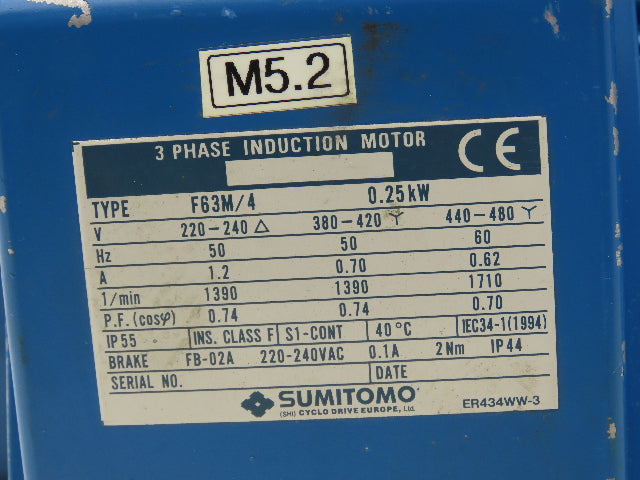 M5.2
3 PHASE INDUCTION MOTOR CE
TYPE F63M/4 0.25kW
V 220-240 △ 380-420 Y 440-480 Y
Hz 50 50 60
A 1.2 0.70 0.62
1/min 1390 1390 1710
P.F. (cosφ) 0.74 0.74 0.70
IP55 INS. CLASS F S1-CONT 40°C IEC34-1(1994)
BRAKE FB-02A 220-240VAC 0.1A 2Nm IP44
SERIAL NO. DATE
SUMITOMO
(SHI) CYCLO DRIVE EUROPE, Ltd. ER434WW-3